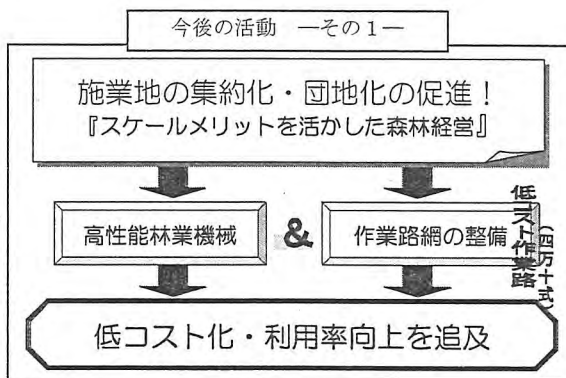 今後の活動 ―その1―
施業地の集約化・団地化の促進！
『スケールメリットを活かした森林経営』
高性能林業機械
&
作業路網の整備
低コスト作業路
（四万十式）
低コスト化・利用率向上を追及